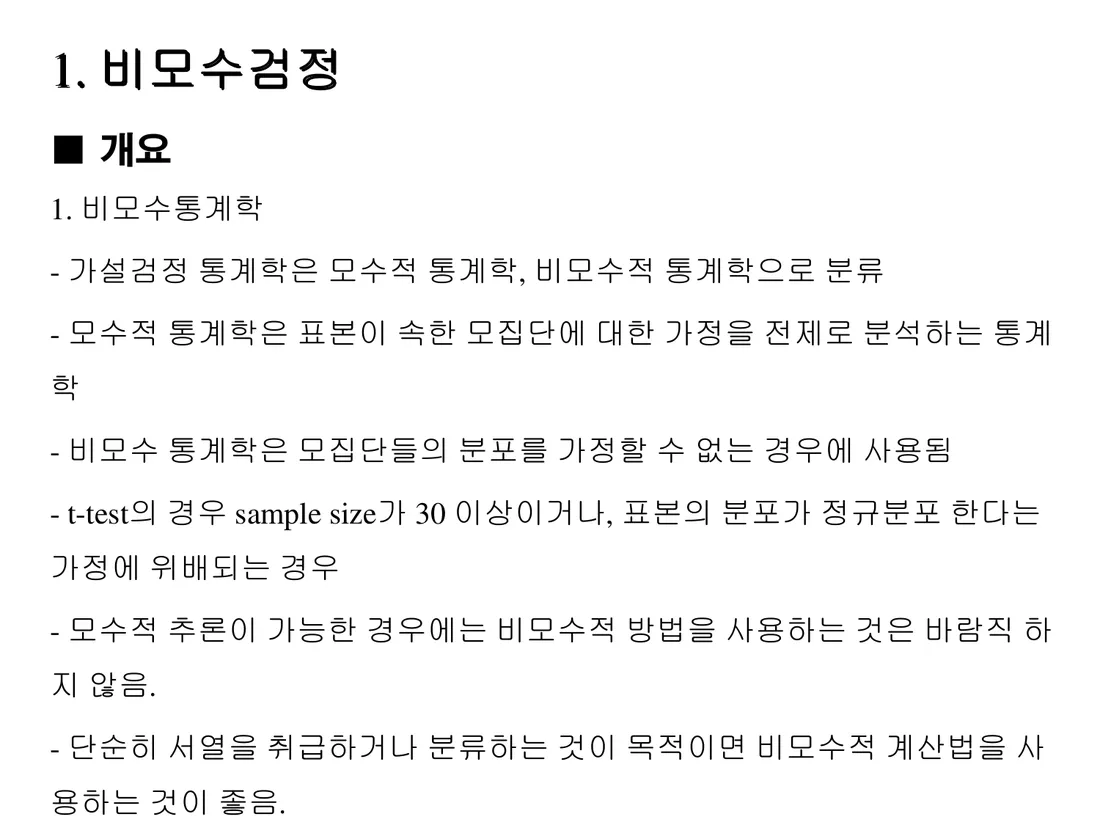 1. 비모수검정
■ 개요
1. 비모수통계학
- 가설검정 통계학은 모수적 통계학, 비모수적 통계학으로 분류
- 모수적 통계학은 표본이 속한 모집단에 대한 가정을 전제로 분석하는 통계
학
- 비모수 통계학은 모집단들의 분포를 가정할 수 없는 경우에 사용됨
- t-test의 경우 sample size가 30 이상이거나, 표본의 분포가 정규분포 한다는
가정에 위배되는 경우
- 모수적 추론이 가능한 경우에는 비모수적 방법을 사용하는 것은 바람직 하
지 않음.
- 단순히 서열을 취급하거나 분류하는 것이 목적이면 비모수적 계산법을 사
용하는 것이 좋음.